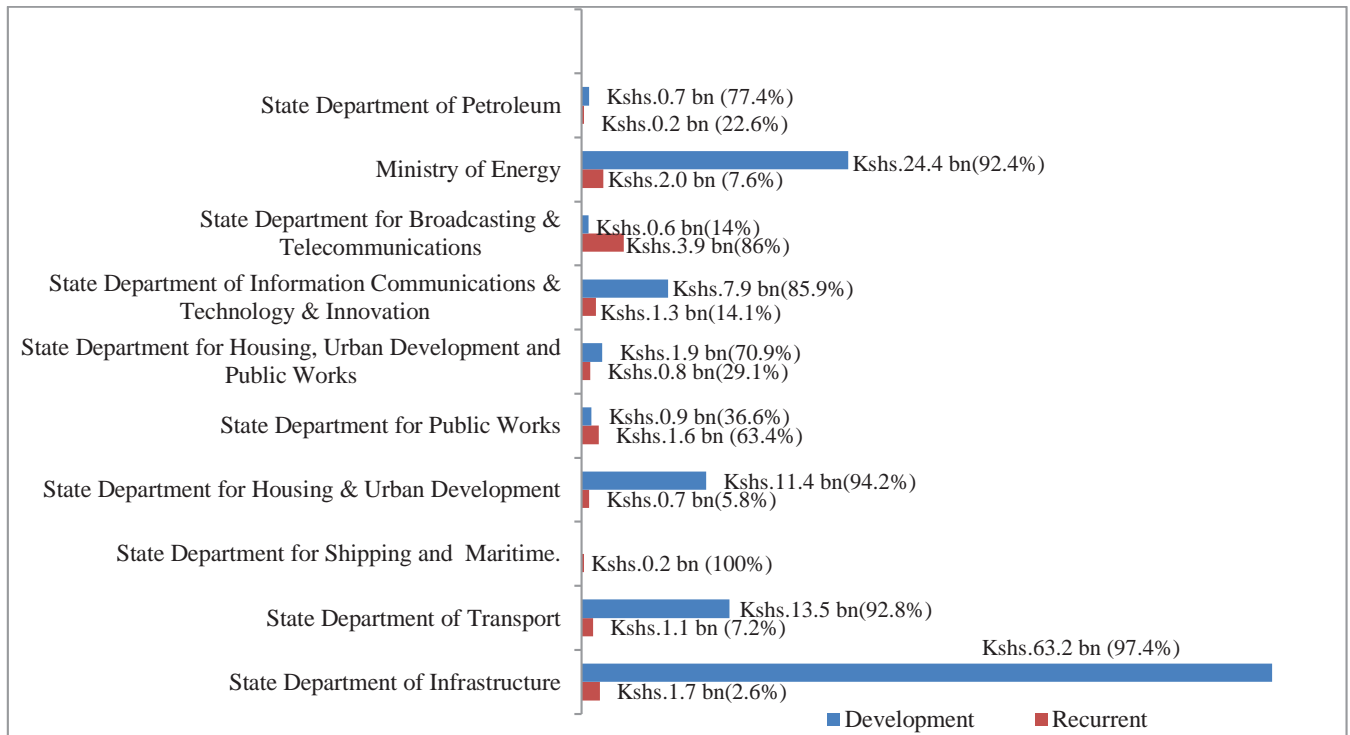 State Department of Petroleum
Kshs.0.7 bn (77.4%)
Kshs.0.2 bn (22.6%)
Ministry of Energy
Kshs.24.4 bn(92.4%)
Kshs.2.0 bn (7.6%)
State Department for Broadcasting &
Telecommunications
Kshs.0.6 bn(14%)
Kshs.3.9 bn(86%)
State Department of Information Communications &
Technology & Innovation
Kshs.7.9 bn(85.9%)
Kshs.1.3 bn(14.1%)
State Department for Housing, Urban Development and
Public Works
Kshs.1.9 bn(70.9%)
Kshs.0.8 bn(29.1%)
State Department for Public Works
Kshs.0.9 bn(36.6%)
Kshs.1.6 bn (63.4%)
State Department for Housing & Urban Development
Kshs.11.4 bn(94.2%)
Kshs.0.7 bn(5.8%)
State Department for Shipping and Maritime.
Kshs.0.2 bn (100%)
State Department of Transport
Kshs.13.5 bn(92.8%)
Kshs.1.1 bn (7.2%)
State Department of Infrastructure
Kshs.63.2 bn (97.4%)
Kshs.1.7 bn(2.6%)
Development
Recurrent